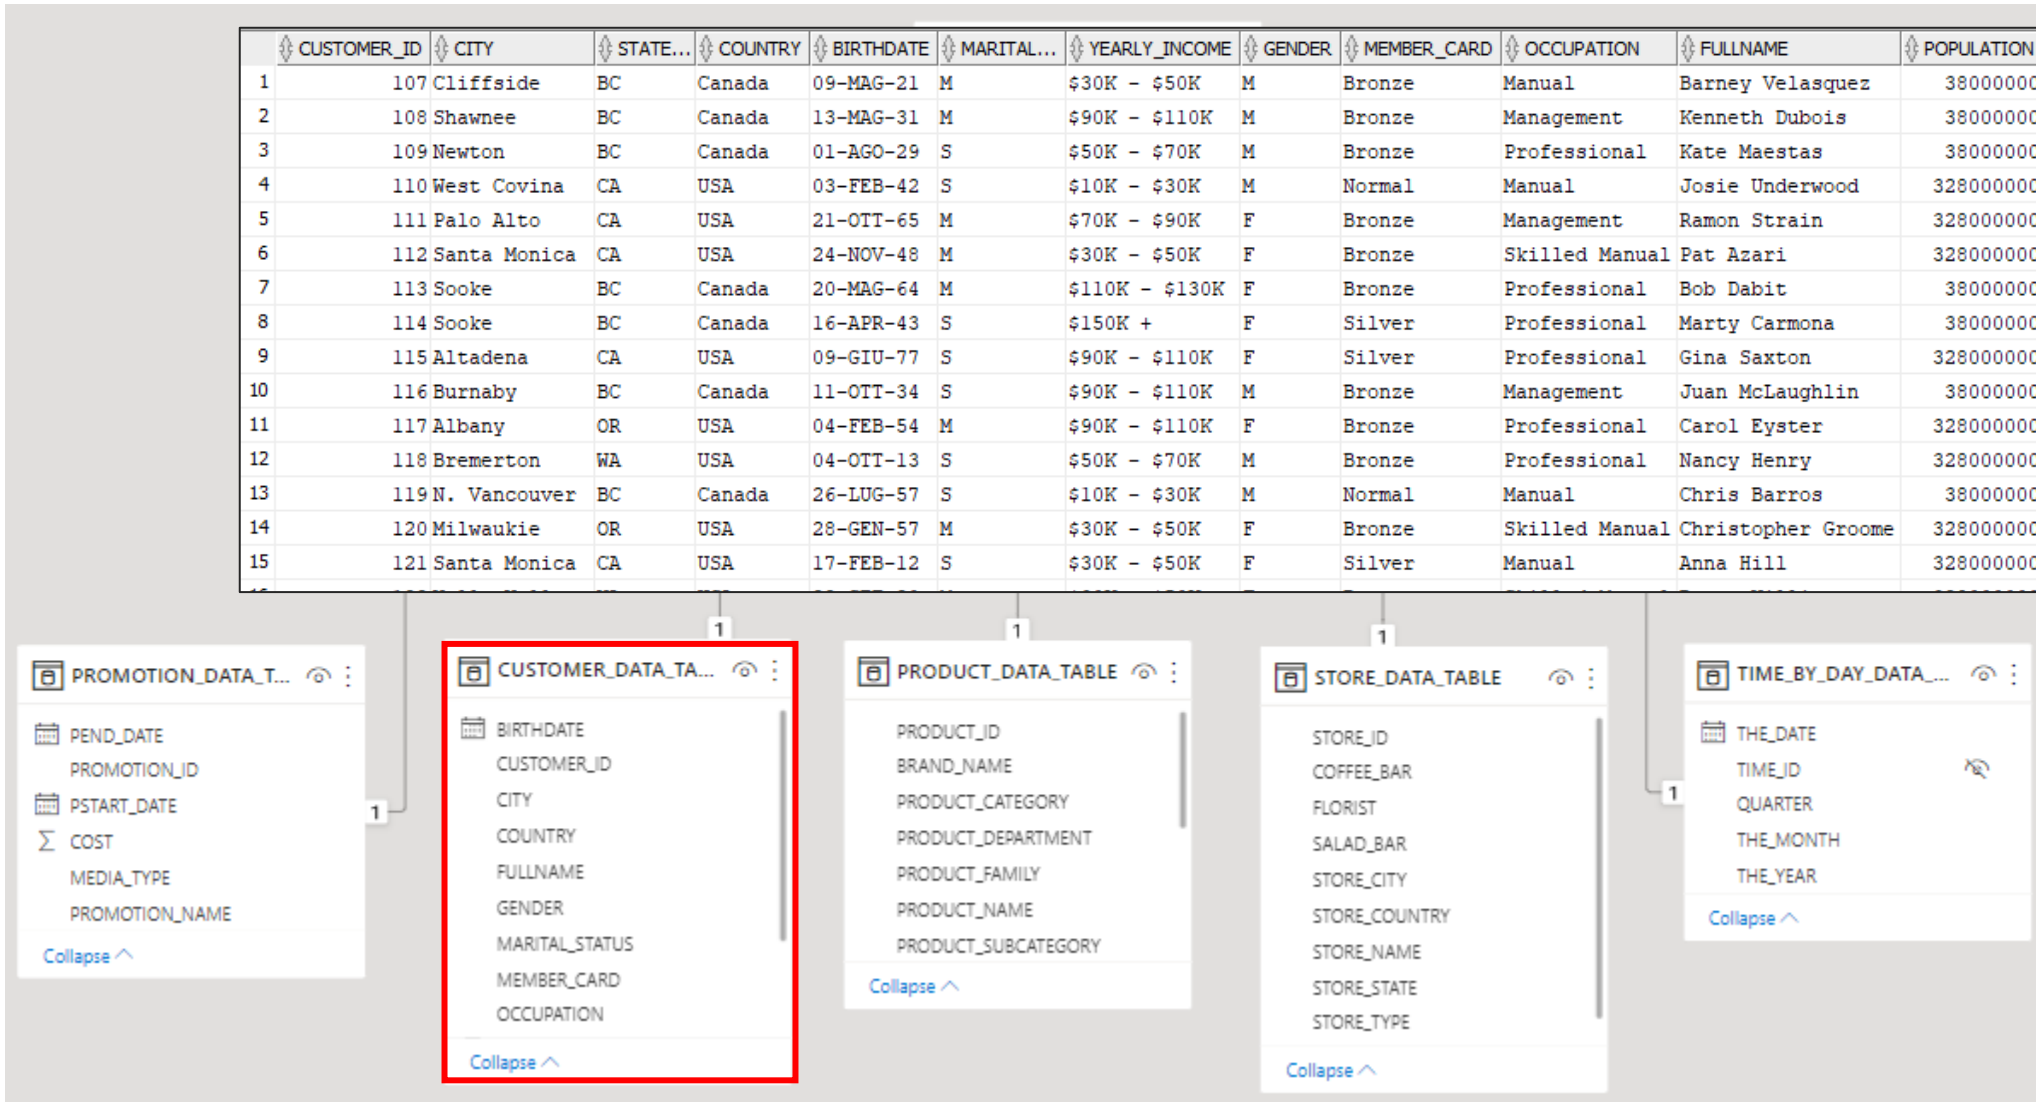 CUSTOMER_ID CITY STATE... COUNTRY BIRTHDATE MARITAL... YEARLY_INCOME GENDER MEMBER_CARD OCCUPATION FULLNAME POPULATION
1 107 Cliffside BC Canada 09-MAG-21 M $30K - $50K M Bronze Manual Barney Velasquez 38000000
2 108 Shawnee BC Canada 13-MAG-31 M $90K - $110K M Bronze Management Kenneth Dubois 38000000
3 109 Newton BC Canada 01-AGO-29 S $50K - $70K M Bronze Professional Kate Maestas 38000000
4 110 West Covina CA USA 03-FEB-42 S $10K - $30K M Normal Manual Josie Underwood 328000000
5 111 Palo Alto CA USA 21-OTT-65 M $70K - $90K F Bronze Management Ramon Strain 328000000
6 112 Santa Monica CA USA 24-NOV-48 M $30K - $50K F Bronze Skilled Manual Pat Azari 328000000
7 113 Sooke BC Canada 20-MAG-64 M $110K - $130K F Bronze Professional Bob Dabit 38000000
8 114 Sooke BC Canada 16-APR-43 S $150K + F Silver Professional Marty Carmona 38000000
9 115 Altadena CA USA 09-GIU-77 S $90K - $110K F Silver Professional Gina Saxton 328000000
10 116 Burnaby BC Canada 11-OTT-34 S $90K - $110K M Bronze Management Juan McLaughlin 38000000
11 117 Albany OR USA 04-FEB-54 M $90K - $110K F Bronze Professional Carol Eyster 328000000
12 118 Bremerton WA USA 04-OTT-13 S $50K - $70K M Bronze Professional Nancy Henry 328000000
13 119 N. Vancouver BC Canada 26-LUG-57 S $10K - $30K M Normal Manual Chris Barros 38000000
14 120 Milwaukie OR USA 28-GEN-57 M $30K - $50K F Bronze Skilled Manual Christopher Groome 328000000
15 121 Santa Monica CA USA 17-FEB-12 S $30K - $50K F Silver Manual Anna Hill 328000000
1
1
1
1
1
PROMOTION_DATA_T...
PEND_DATE
PROMOTION_ID
PSTART_DATE
COST
MEDIA_TYPE
PROMOTION_NAME
Collapse
CUSTOMER_DATA_TA...
BIRTHDATE
CUSTOMER_ID
CITY
COUNTRY
FULLNAME
GENDER
MARITAL_STATUS
MEMBER_CARD
OCCUPATION
Collapse
PRODUCT_DATA_TABLE
PRODUCT_ID
BRAND_NAME
PRODUCT_CATEGORY
PRODUCT_DEPARTMENT
PRODUCT_FAMILY
PRODUCT_NAME
PRODUCT_SUBCATEGORY
Collapse
STORE_DATA_TABLE
STORE_ID
COFFEE_BAR
FLORIST
SALAD_BAR
STORE_CITY
STORE_COUNTRY
STORE_NAME
STORE_STATE
STORE_TYPE
Collapse
TIME_BY_DAY_DATA_...
THE_DATE
TIME_ID
QUARTER
THE_MONTH
THE_YEAR
Collapse